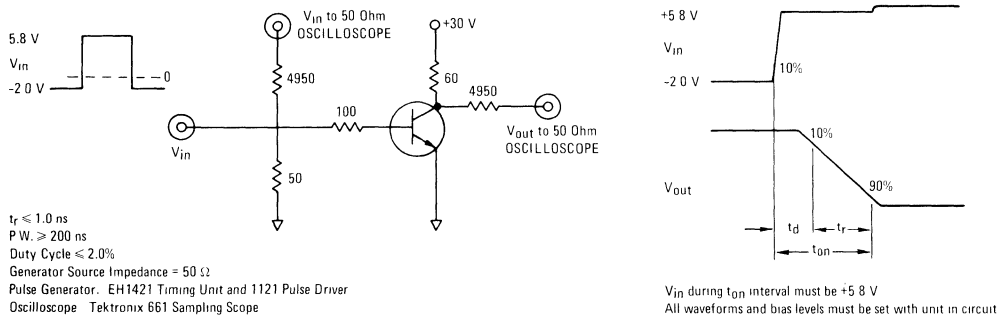 V_in to 50 Ohm
OSCILLOSCOPE
+30 V
5.8 V
V_in
-2.0 V
0
4950
60
4950
100
V_in
V_out to 50 Ohm
OSCILLOSCOPE
50
t_r ≤ 1.0 ns
P W. ≥ 200 ns
Duty Cycle ≤ 2.0%
Generator Source Impedance = 50 Ω
Pulse Generator. EH1421 Timing Unit and 1121 Pulse Driver
Oscilloscope Tektronix 661 Sampling Scope
+5 8 V
V_in
10%
-2 0 V
10%
V_out
90%
t_d
t_r
t_on
V_in during t_on interval must be +5 8 V
All waveforms and bias levels must be set with unit in circuit